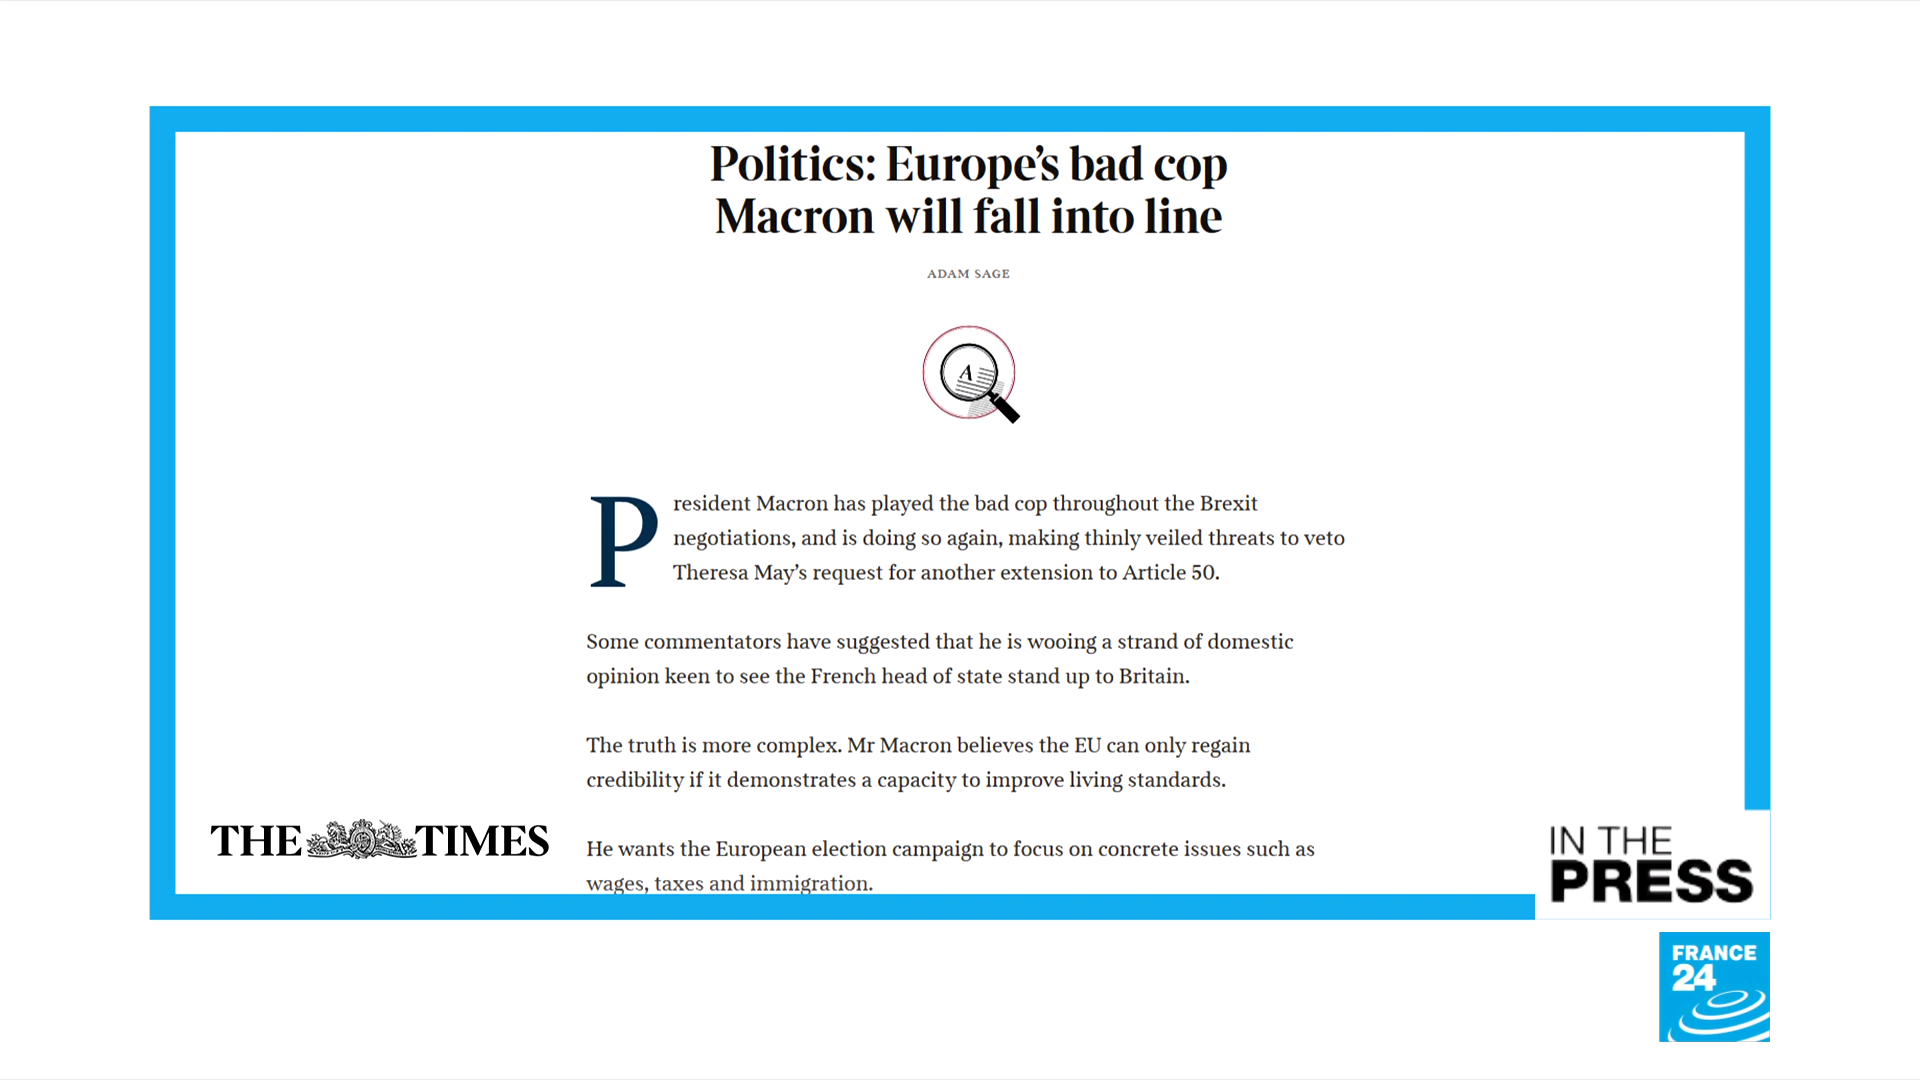 Politics: Europe’s bad cop
Macron will fall into line
ADAM SAGE
A
President Macron has played the bad cop throughout the Brexit
negotiations, and is doing so again, making thinly veiled threats to veto
Theresa May’s request for another extension to Article 50.
Some commentators have suggested that he is wooing a strand of domestic
opinion keen to see the French head of state stand up to Britain.
The truth is more complex. Mr Macron believes the EU can only regain
credibility if it demonstrates a capacity to improve living standards.
He wants the European election campaign to focus on concrete issues such as
wages, taxes and immigration.
THE TIMES
IN THE
PRESS
FRANCE
24